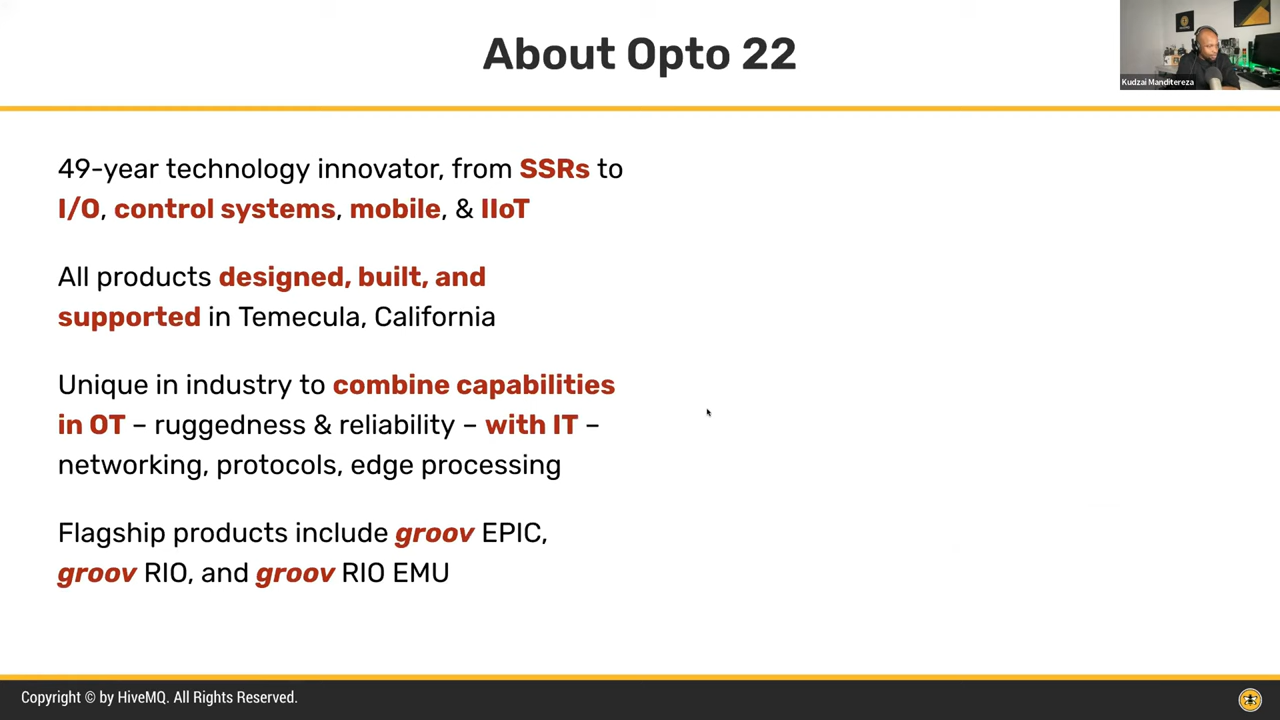 About Opto 22
Kudzai Manditereza
49-year technology innovator, from SSRs to
I/O, control systems, mobile, & IIoT
All products designed, built, and
supported in Temecula, California
Unique in industry to combine capabilities
in OT – ruggedness & reliability – with IT –
networking, protocols, edge processing
Flagship products include groov EPIC,
groov RIO, and groov RIO EMU
Copyright © by HiveMQ. All Rights Reserved.